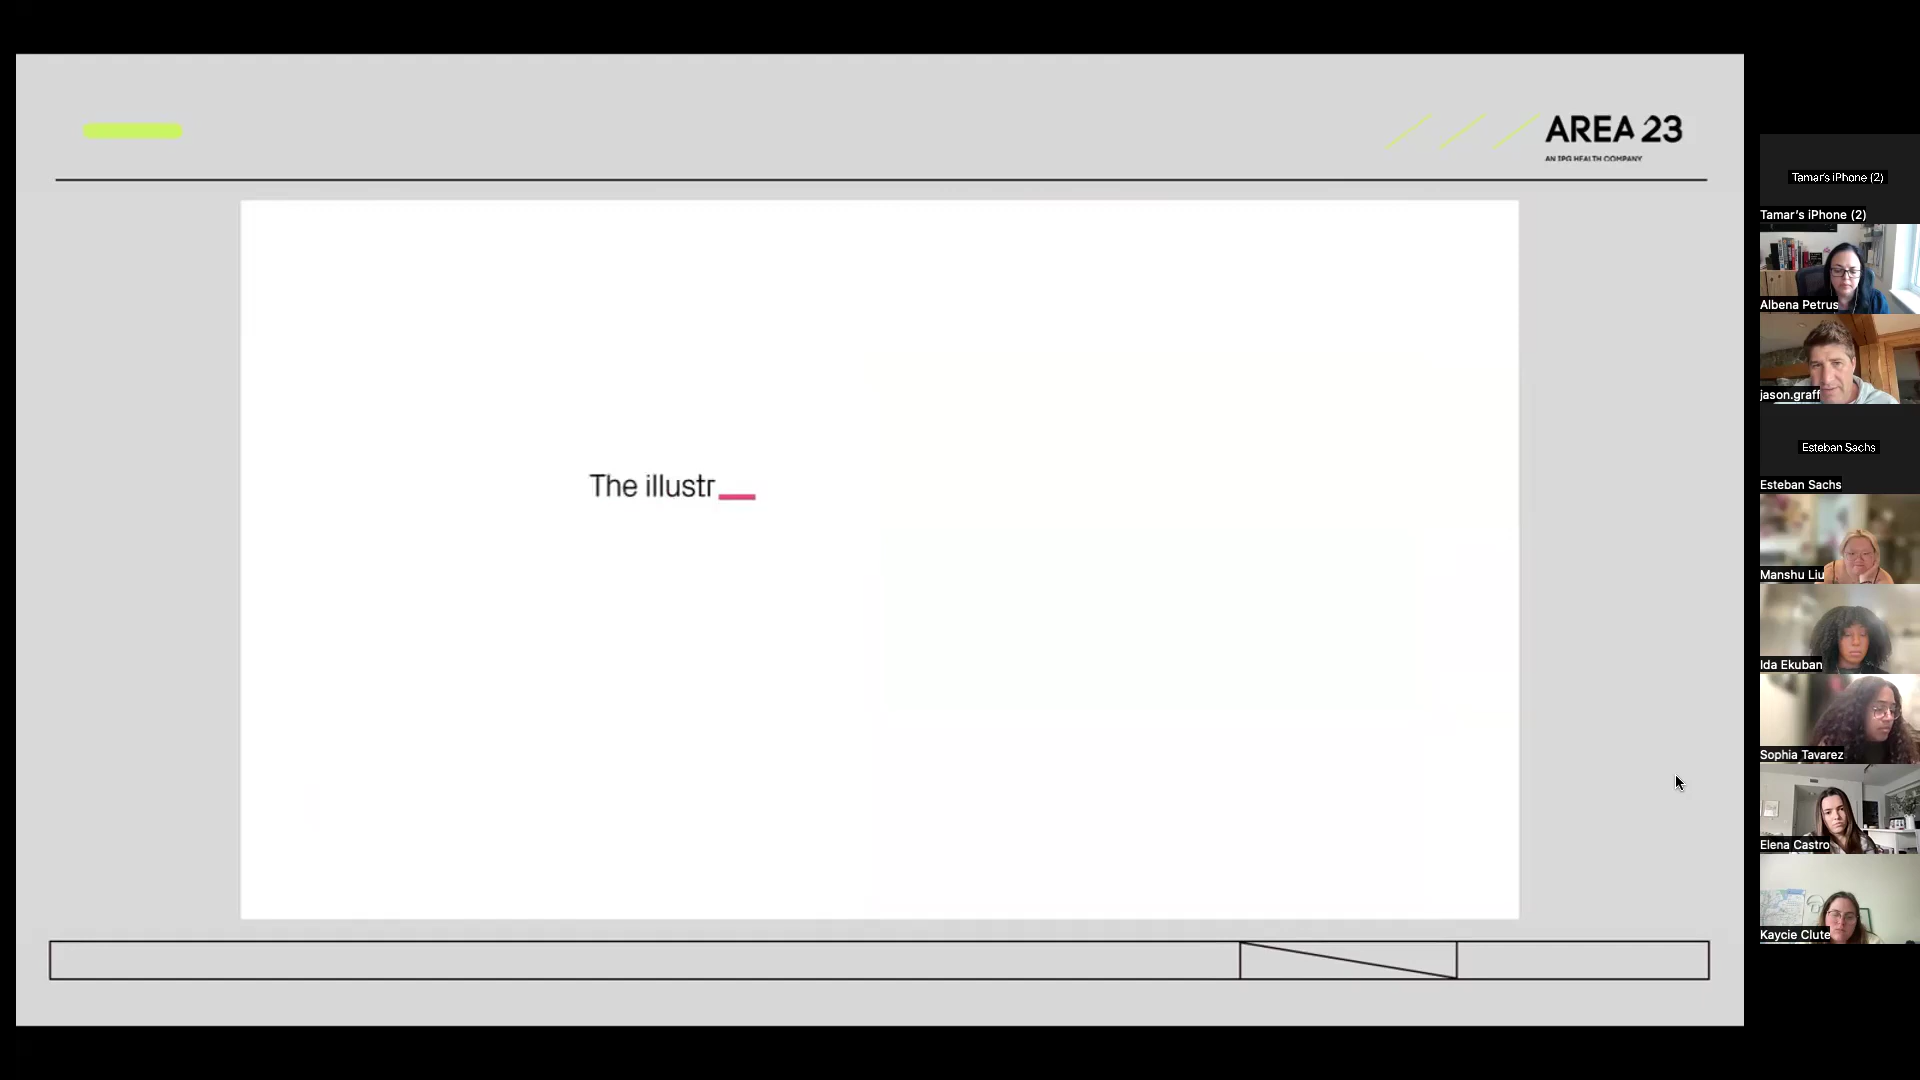 AREA 23
AN IPG HEALTH COMPANY
The illustr
Tamar's iPhone (2)
Tamar's iPhone (2)
Albena Petrus
jason.graff
Esteban Sachs
Esteban Sachs
Manshu Liu
Ida Ekuban
Sophia Tavarez
Elena Castro
Kaycie Clute